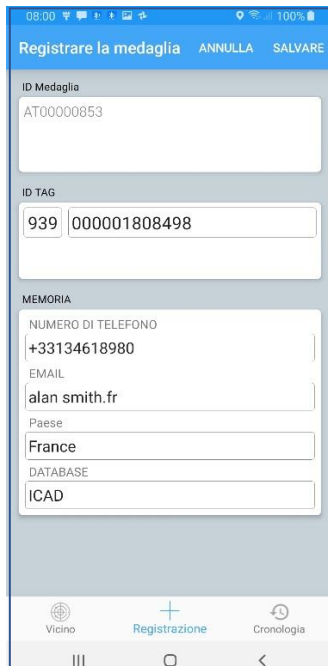 08:00 100%
Registrare la medaglia ANNULLA SALVARE
ID Medaglia
AT00000853
ID TAG
939 000001808498
MEMORIA
NUMERO DI TELEFONO
+33134618980
EMAIL
alan smith.fr
Paese
France
DATABASE
ICAD
Vicino Registrazione Cronologia